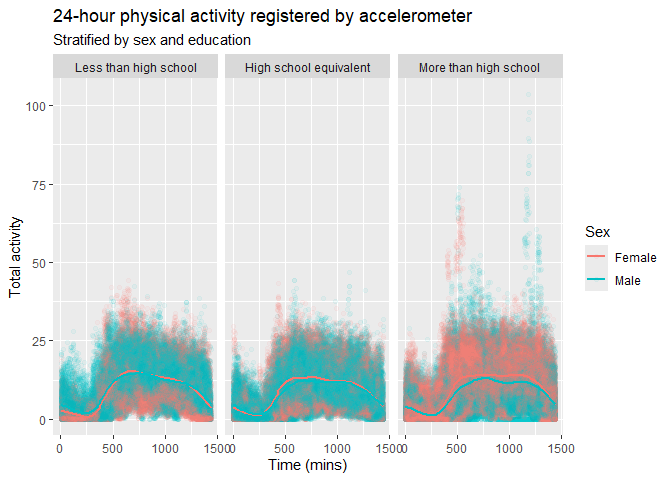 24-hour physical activity registered by accelerometer
Stratified by sex and education
Less than high school
High school equivalent
More than high school
Total activity
100
75
50
25
0
0 500 1000 1500
0 500 1000 1500
0 500 1000 1500
Time (mins)
Sex
Female
Male